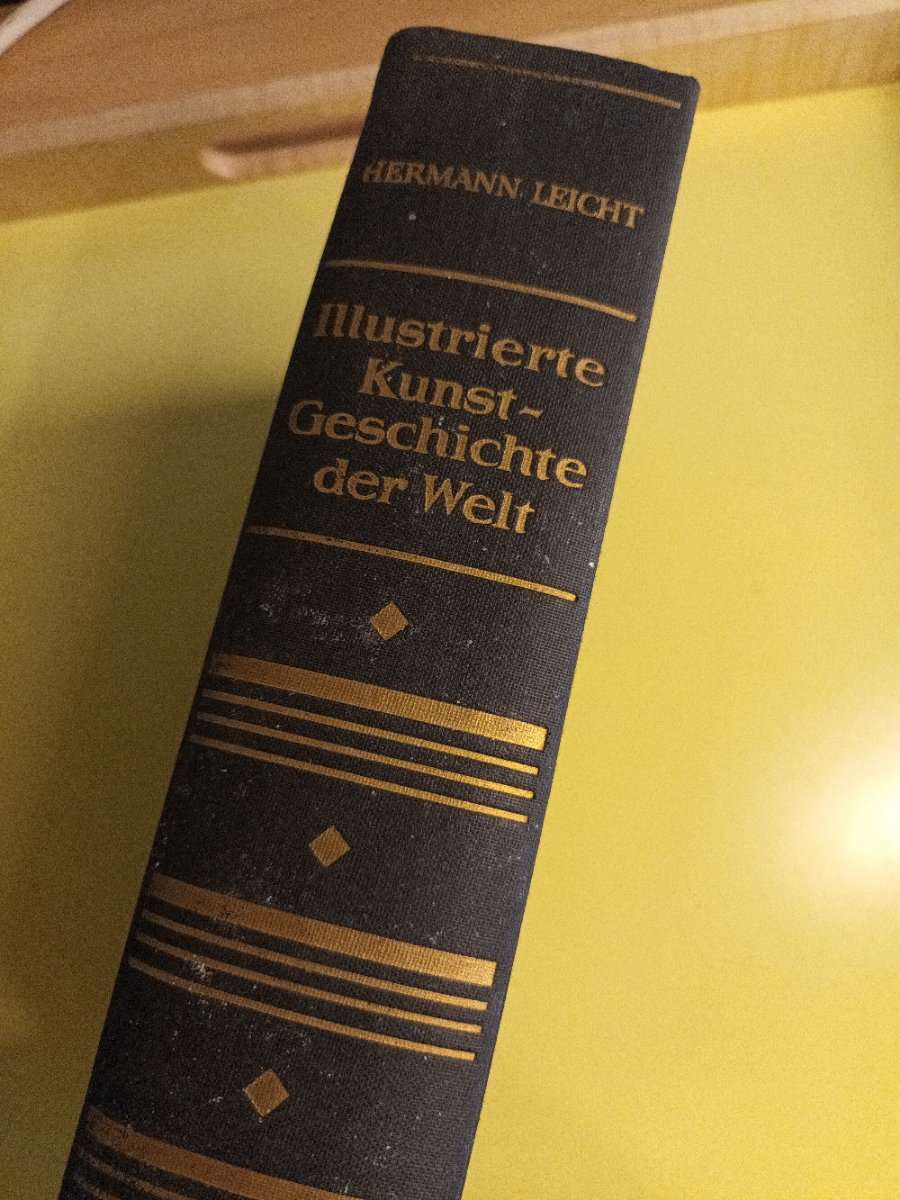 HERMANN LEICHT
Illustrierte
Kunst-
Geschichte
der Welt